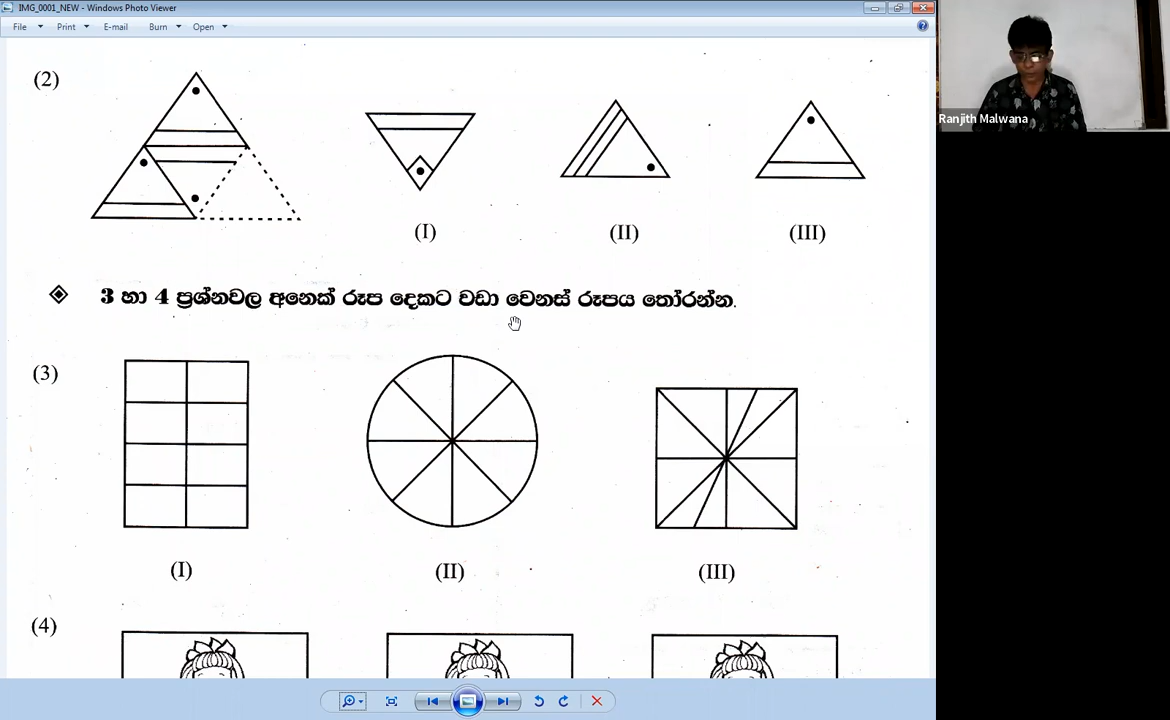 IMG_0001_NEW - Windows Photo Viewer
File Print E-mail Burn Open
Ranjith Malwana
(2)
(I) (II) (III)
3 හා 4 ප්‍රශ්නවල අනෙක් රූප දෙකට වඩා වෙනස් රූපය තෝරන්න.
(3)
(I) (II) (III)
(4)